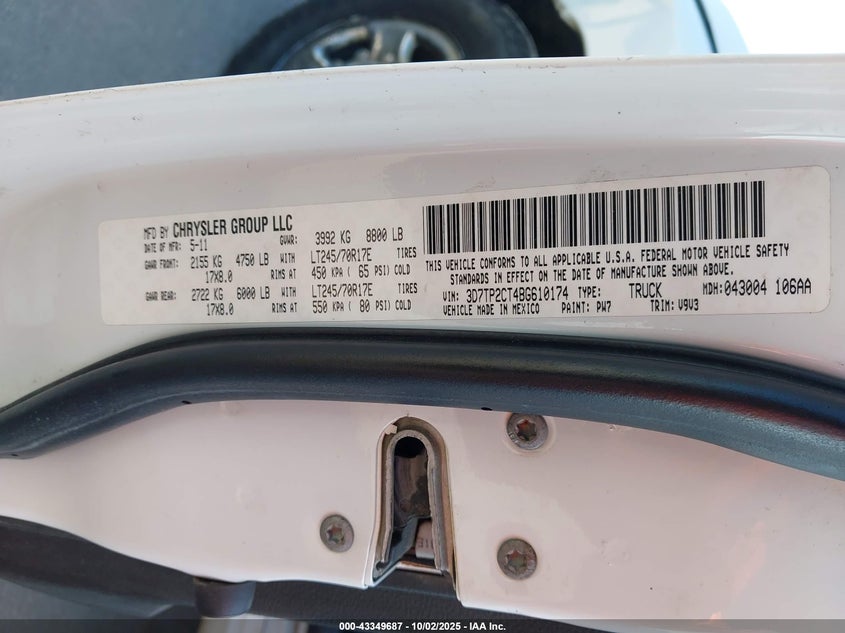 MFD BY CHRYSLER GROUP LLC
DATE OF MFR: 5-11 GVWR: 3992 KG 8800 LB
GAWR FRONT: 2155 KG 4750 LB WITH LT245/70R17E TIRES
17X8.0 RIMS AT 450 KPA ( 65 PSI) COLD
GAWR REAR: 2722 KG 6000 LB WITH LT245/70R17E TIRES
17X8.0 RIMS AT 550 KPA ( 80 PSI) COLD
THIS VEHICLE CONFORMS TO ALL APPLICABLE U.S.A. FEDERAL MOTOR VEHICLE SAFETY
STANDARDS IN EFFECT ON THE DATE OF MANUFACTURE SHOWN ABOVE.
VIN: 3D7TP2CT4BG610174 TYPE: TRUCK MDH: 043004 106AA
VEHICLE MADE IN MEXICO PAINT: PW7 TRIM: V9V3
000-43349687 - 10/02/2025 - IAA Inc.